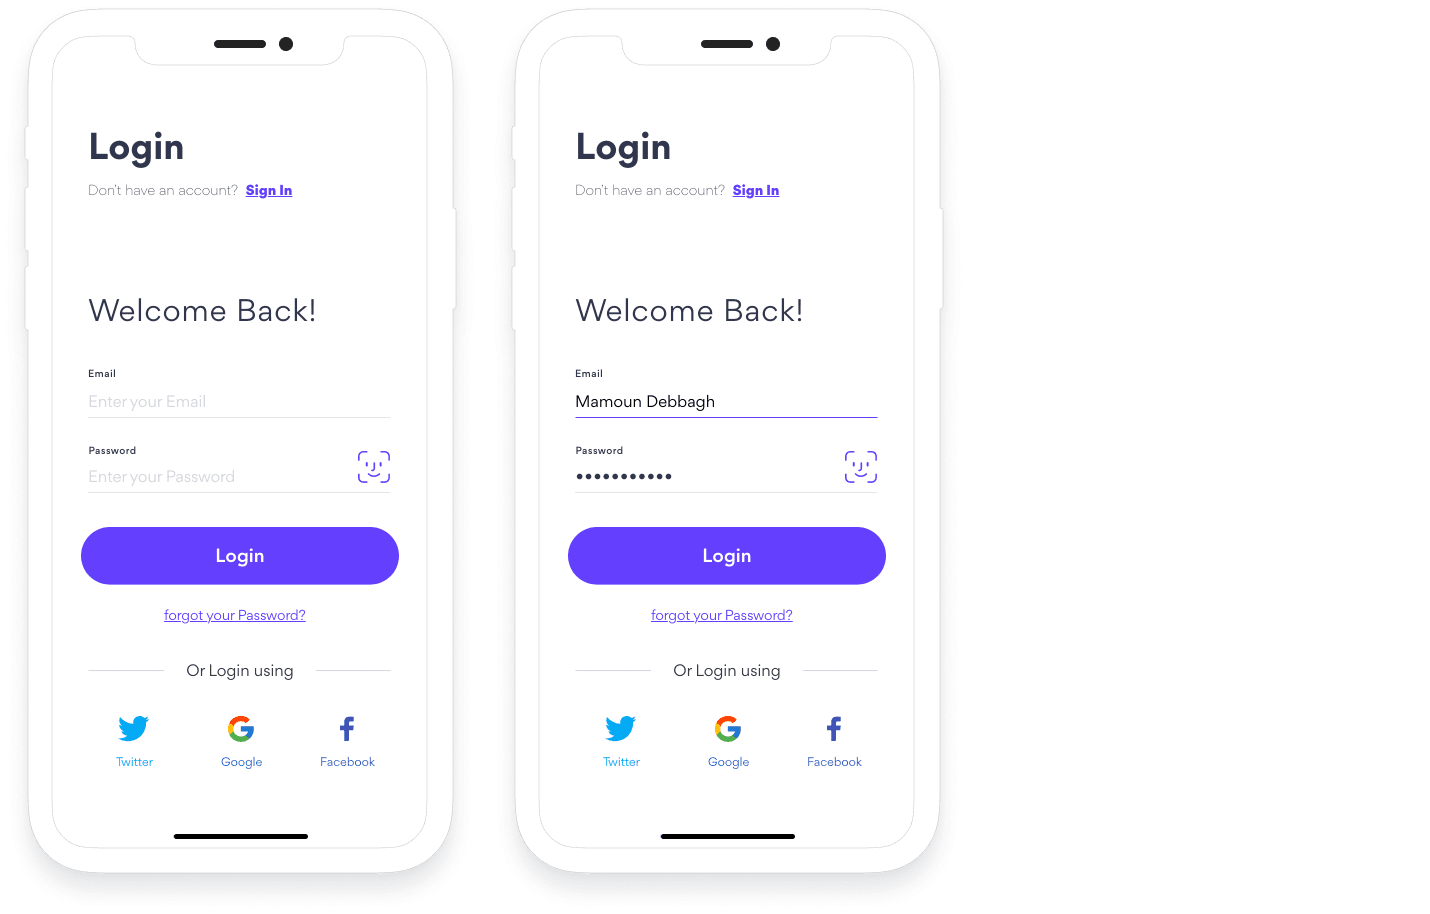 Login
Don't have an account? Sign In
Welcome Back!
Email
Enter your Email
Password
Enter your Password
Login
forgot your Password?
Or Login using
Twitter Google Facebook
Login
Don't have an account? Sign In
Welcome Back!
Email
Mamoun Debbagh
Password
•••••••••••
Login
forgot your Password?
Or Login using
Twitter Google Facebook